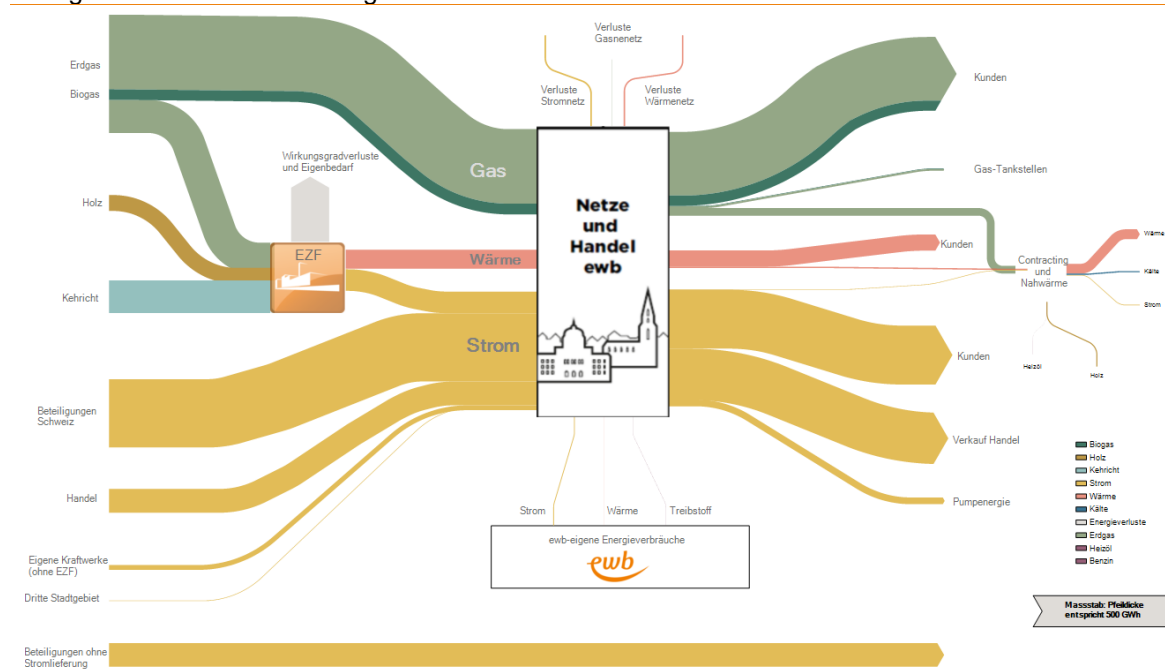 Verluste
Gasnenetz
Erdgas
Biogas
Verluste
Stromnetz
Verluste
Wärmenetz
Kunden
Wirkungsgradverluste
und Eigenbedarf
Gas
Gas-Tankstellen
Holz
Netze
und
Handel
ewb
EZF
Wärme
Kunden
Wärme
Contracting
und
Nahwärme
Kälte
Kehricht
Strom
Strom
Kunden
Heizöl
Holz
Beteiligungen
Schweiz
Verkauf Handel
Biogas
Holz
Kehricht
Strom
Wärme
Kälte
Energieverluste
Erdgas
Heizöl
Benzin
Handel
Pumpenergie
Strom
Wärme
Treibstoff
ewb-eigene Energieverbräuche
ewb
Eigene Kraftwerke
(ohne EZF)
Dritte Stadtgebiet
Massstab: Pfeildicke
entspricht 500 GWh
Beteiligungen ohne
Stromlieferung